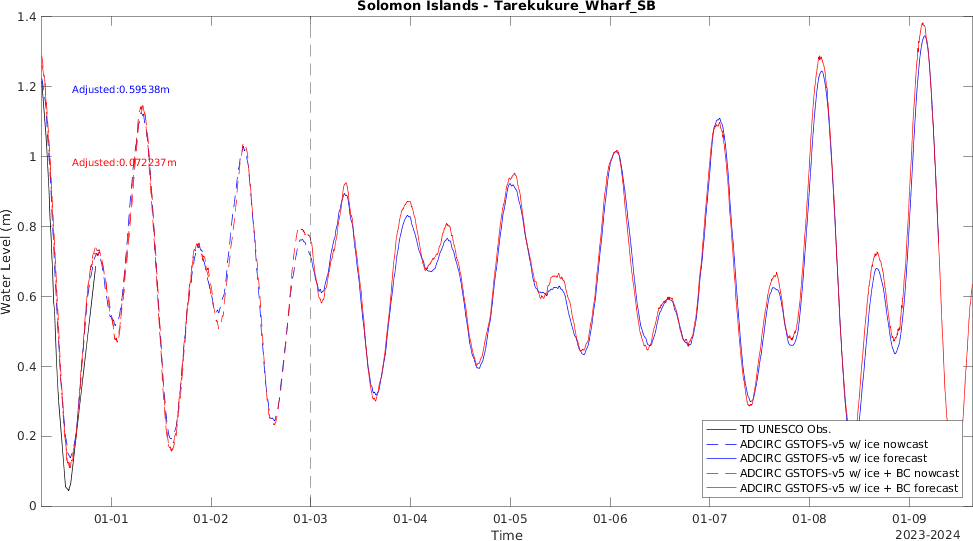 Solomon Islands - Tarekukure_Wharf_SB
1.4
1.2
1
0.8
0.6
0.4
0.2
0
Water Level (m)
Adjusted:0.59538m
Adjusted:0.072237m
TD UNESCO Obs.
ADCIRC GSTOFS-v5 w/ ice nowcast
ADCIRC GSTOFS-v5 w/ ice forecast
ADCIRC GSTOFS-v5 w/ ice + BC nowcast
ADCIRC GSTOFS-v5 w/ ice + BC forecast
01-01 01-02 01-03 01-04 01-05 01-06 01-07 01-08 01-09
Time
2023-2024